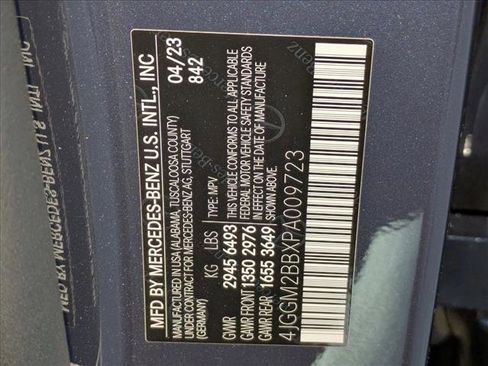 MFD BY MERCEDES-BENZ U.S. INTL., INC
MANUFACTURED IN USA (ALABAMA, TUSCALOOSA COUNTY)
UNDER CONTRACT FOR MERCEDES-BENZ AG, STUTTGART
(GERMANY)
04/23
842
KG LBS
TYPE: MPV
GVWR 2945 6493
GAWR FRONT 1350 2976
GAWR REAR 1655 3649
THIS VEHICLE CONFORMS TO ALL APPLICABLE
FEDERAL MOTOR VEHICLE SAFETY STANDARDS
IN EFFECT ON THE DATE OF MANUFACTURE
SHOWN ABOVE.
4JGGM2BBXPA009723